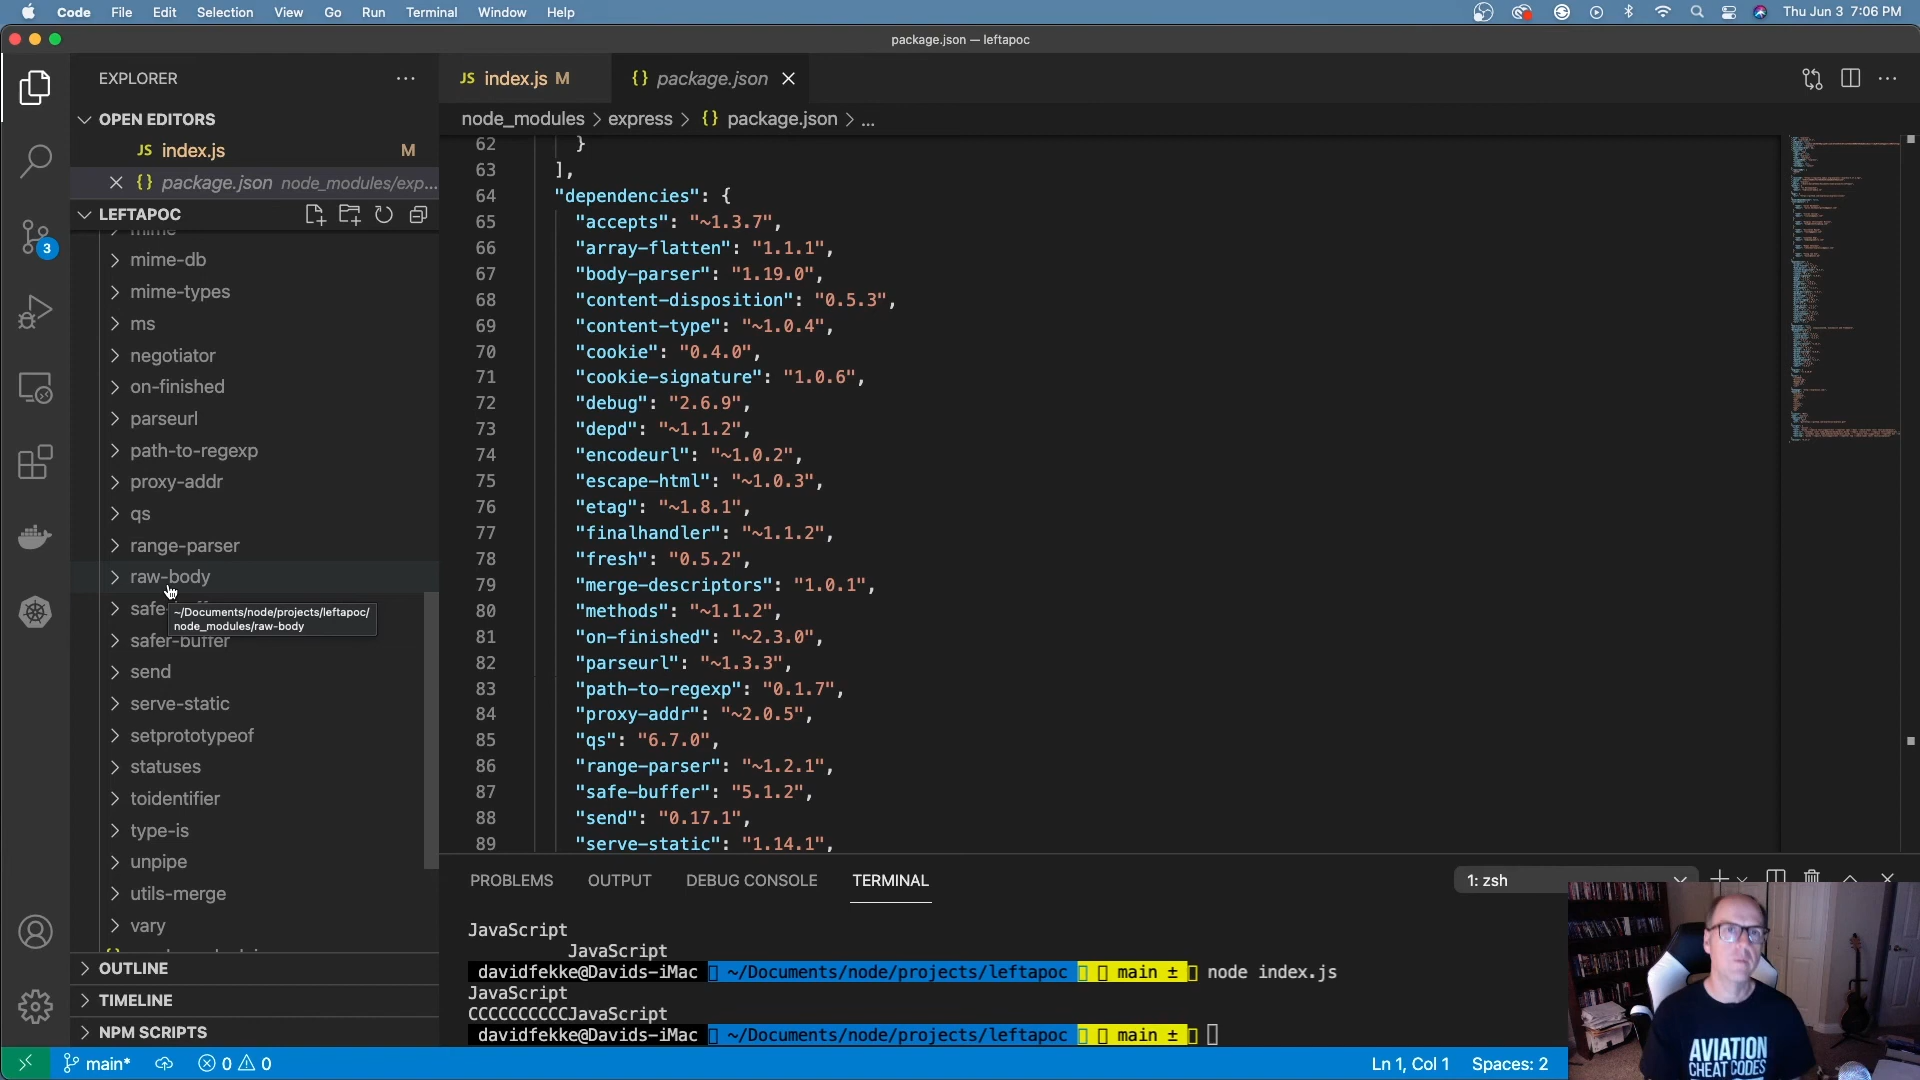 Code File Edit Selection View Go Run Terminal Window Help
Thu Jun 3 7:06 PM
package.json — leftapoc
EXPLORER
OPEN EDITORS
JS index.js M
{} package.json node_modules/exp...
LEFTAPOC
mime
mime-db
mime-types
ms
negotiator
on-finished
parseurl
path-to-regexp
proxy-addr
qs
range-parser
raw-body
safe-
~/Documents/node/projects/leftapoc/
node_modules/raw-body
safer-buffer
send
serve-static
setprototypeof
statuses
toidentifier
type-is
unpipe
utils-merge
vary
OUTLINE
TIMELINE
NPM SCRIPTS
3
JS index.js M
{} package.json
node_modules > express > {} package.json > ...
62 }
63 ],
64 "dependencies": {
65 "accepts": "~1.3.7",
66 "array-flatten": "1.1.1",
67 "body-parser": "1.19.0",
68 "content-disposition": "0.5.3",
69 "content-type": "~1.0.4",
70 "cookie": "0.4.0",
71 "cookie-signature": "1.0.6",
72 "debug": "2.6.9",
73 "depd": "~1.1.2",
74 "encodeurl": "~1.0.2",
75 "escape-html": "~1.0.3",
76 "etag": "~1.8.1",
77 "finalhandler": "~1.1.2",
78 "fresh": "0.5.2",
79 "merge-descriptors": "1.0.1",
80 "methods": "~1.1.2",
81 "on-finished": "~2.3.0",
82 "parseurl": "~1.3.3",
83 "path-to-regexp": "0.1.7",
84 "proxy-addr": "~2.0.5",
85 "qs": "6.7.0",
86 "range-parser": "~1.2.1",
87 "safe-buffer": "5.1.2",
88 "send": "0.17.1",
89 "serve-static": "1.14.1",
PROBLEMS OUTPUT DEBUG CONSOLE TERMINAL
1: zsh
JavaScript
JavaScript
davidfekke@Davids-iMac ~/Documents/node/projects/leftapoc main ± node index.js
JavaScript
CCCCCCCCCCJavaScript
davidfekke@Davids-iMac ~/Documents/node/projects/leftapoc main ±
AVIATION
CHEAT CODES
main* 0 0
Ln 1, Col 1 Spaces: 2